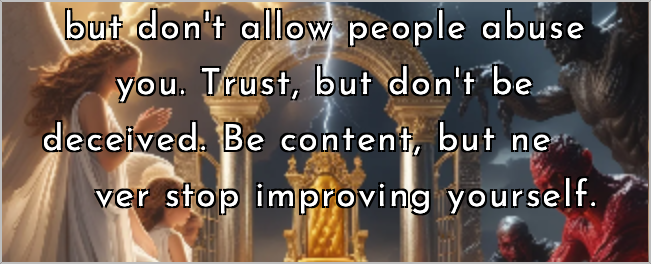 but don't allow people abuse
you. Trust, but don't be
deceived. Be content, but ne
ver stop improving yourself.